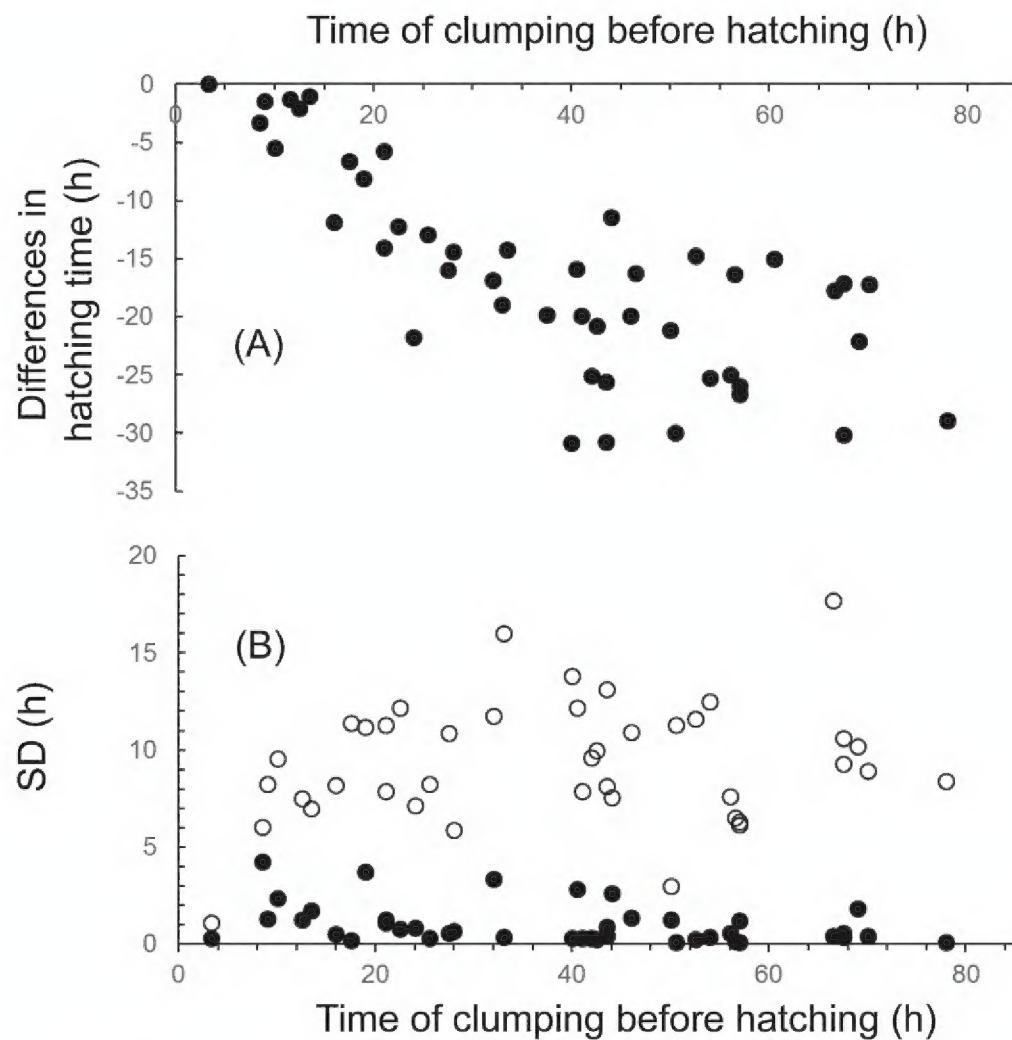 Time of clumping before hatching (h)
0
0 20 40 60 80
-5
-10
-15
-20
-25
-30
-35
Differences in
hatching time (h)
(A)
20
15
10
5
0
SD (h)
(B)
0 20 40 60 80
Time of clumping before hatching (h)